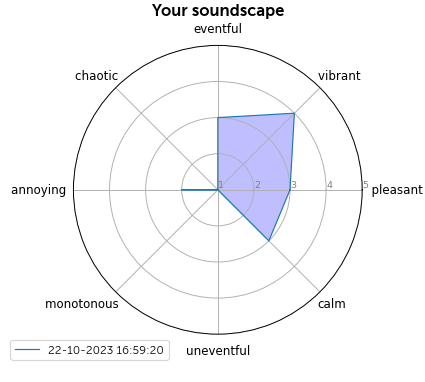 Your soundscape
eventful
chaotic
vibrant
annoying
1 2 3 4 5
pleasant
monotonous
calm
22-10-2023 16:59:20
uneventful